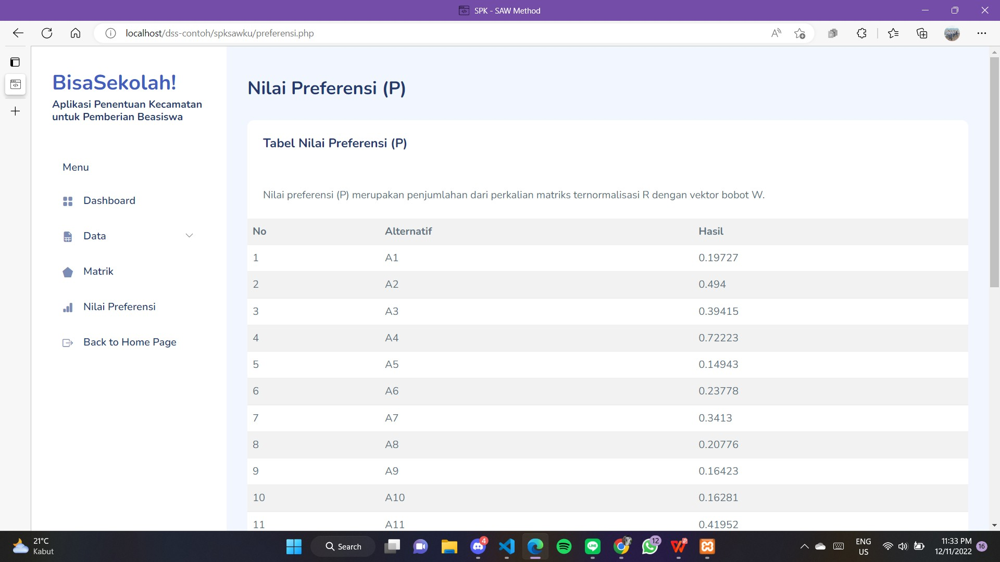 SPK - SAW Method
localhost/dss-contoh/spksawku/preferensi.php
BisaSekolah!
Aplikasi Penentuan Kecamatan
untuk Pemberian Beasiswa
Menu
Dashboard
Data
Matrik
Nilai Preferensi
Back to Home Page
Nilai Preferensi (P)
Tabel Nilai Preferensi (P)
Nilai preferensi (P) merupakan penjumlahan dari perkalian matriks ternormalisasi R dengan vektor bobot W.
No Alternatif Hasil
1 A1 0.19727
2 A2 0.494
3 A3 0.39415
4 A4 0.72223
5 A5 0.14943
6 A6 0.23778
7 A7 0.3413
8 A8 0.20776
9 A9 0.16423
10 A10 0.16281
11 A11 0.41952
21°C
Kabut
Search
4
LINE
12
ENG
US
11:33 PM
12/11/2022
16